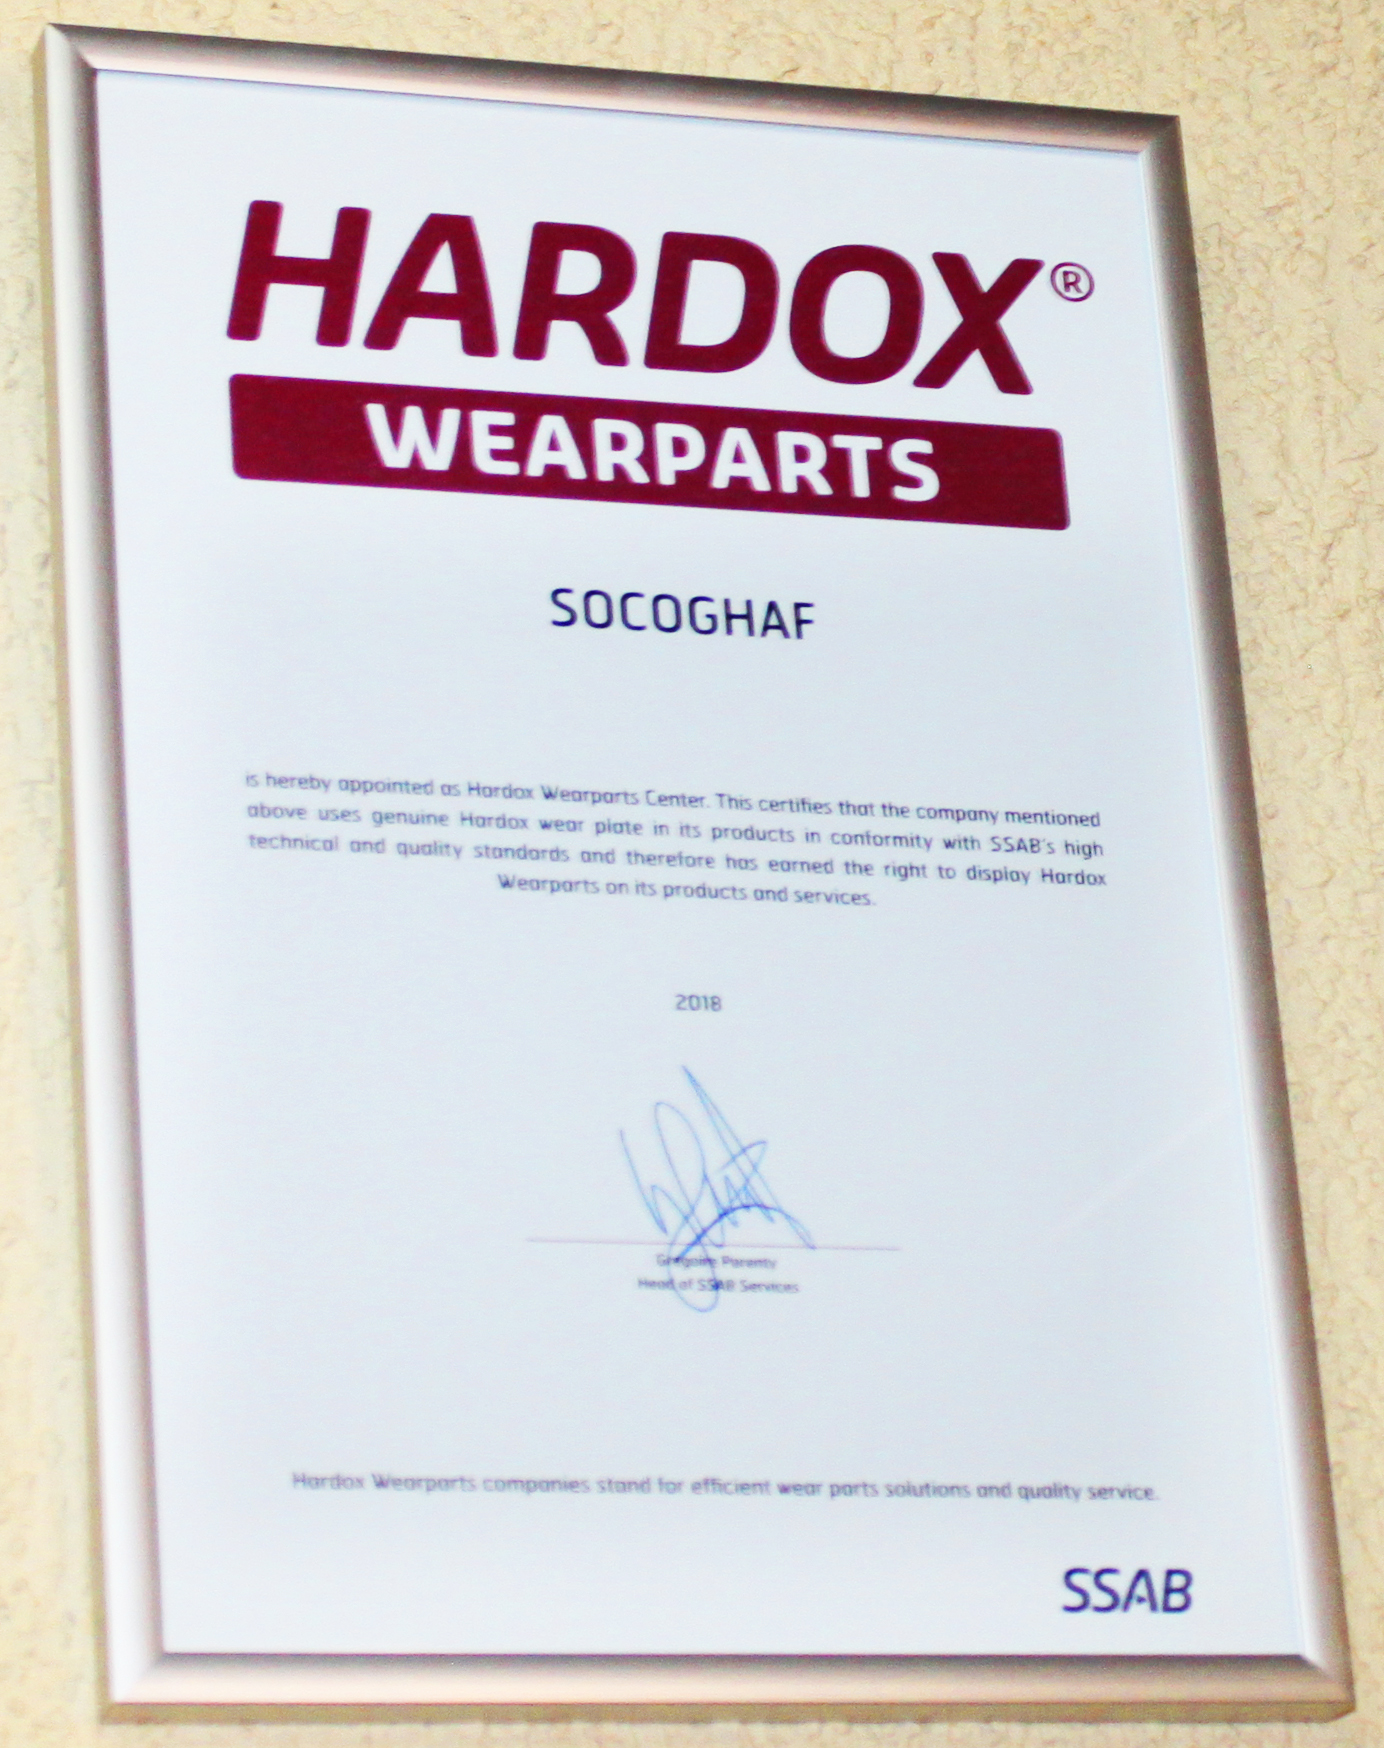 HARDOX®
WEARPARTS
SOCOGHAF
is hereby appointed as Hardox Wearparts Center. This certifies that the company mentioned
above uses genuine Hardox wear plate in its products in conformity with SSAB's high
technical and quality standards and therefore has earned the right to display Hardox
Wearparts on its products and services.
2018
Grégoire Parenty
Head of SSAB Services
Hardox Wearparts companies stand for efficient wear parts solutions and quality service.
SSAB